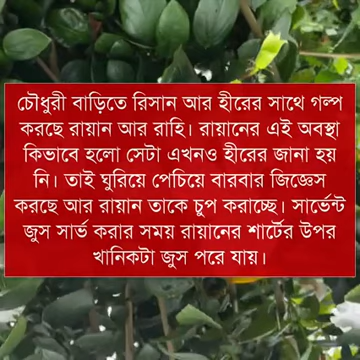 চৌধুরী বাড়িতে রিসান আর হীরের সাথে গল্প
করছে রায়ান আর রাহি। রায়ানের এই অবস্থা
কিভাবে হলো সেটা এখনও হীরের জানা হয়
নি। তাই ঘুরিয়ে পেচিয়ে বারবার জিজ্ঞেস
করছে আর রায়ান তাকে চুপ করাচ্ছে। সার্ভেন্ট
জুস সার্ভ করার সময় রায়ানের শার্টের উপর
খানিকটা জুস পরে যায়।